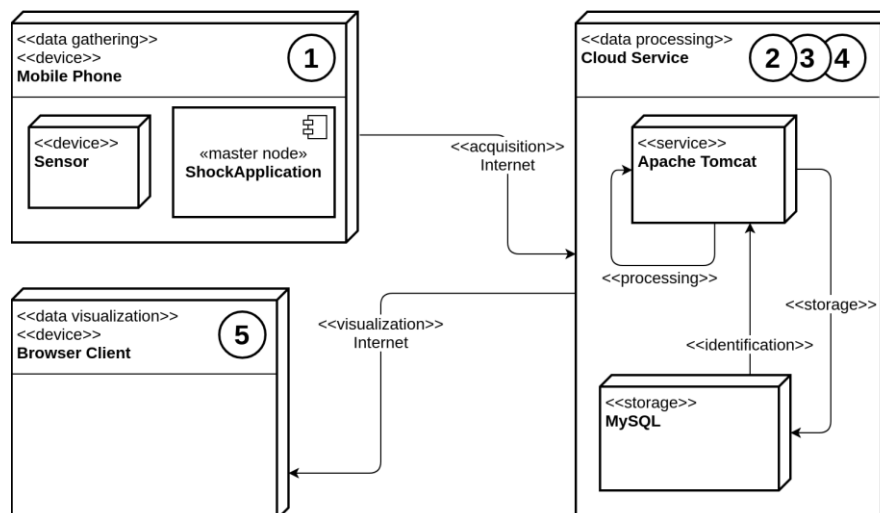 <<data gathering>>
<<device>>
Mobile Phone
1
<<device>>
Sensor
«master node»
ShockApplication
<<acquisition>>
Internet
<<data processing>>
Cloud Service
2
3
4
<<service>>
Apache Tomcat
<<processing>>
<<storage>>
<<identification>>
<<storage>>
MySQL
<<visualization>>
Internet
<<data visualization>>
<<device>>
Browser Client
5